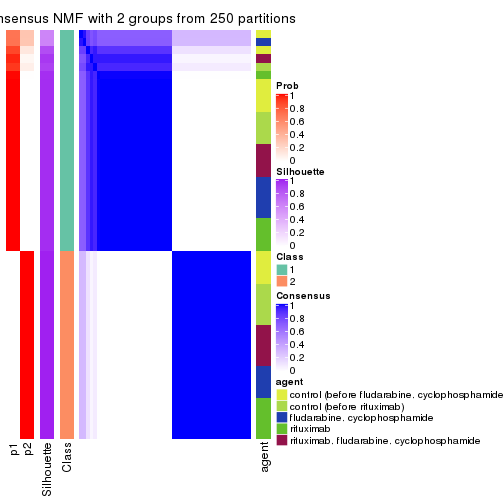 nsensus NMF with 2 groups from 250 partitions
Prob
1
0.8
0.6
0.4
0.2
0
Silhouette
1
0.8
0.6
0.4
0.2
0
Class
1
2
Consensus
1
0.8
0.6
0.4
0.2
0
agent
control (before fludarabine. cyclophosphamide
control (before rituximab)
fludarabine. cyclophosphamide
rituximab
rituximab. fludarabine. cyclophosphamide
p1
p2
Silhouette
Class
agent